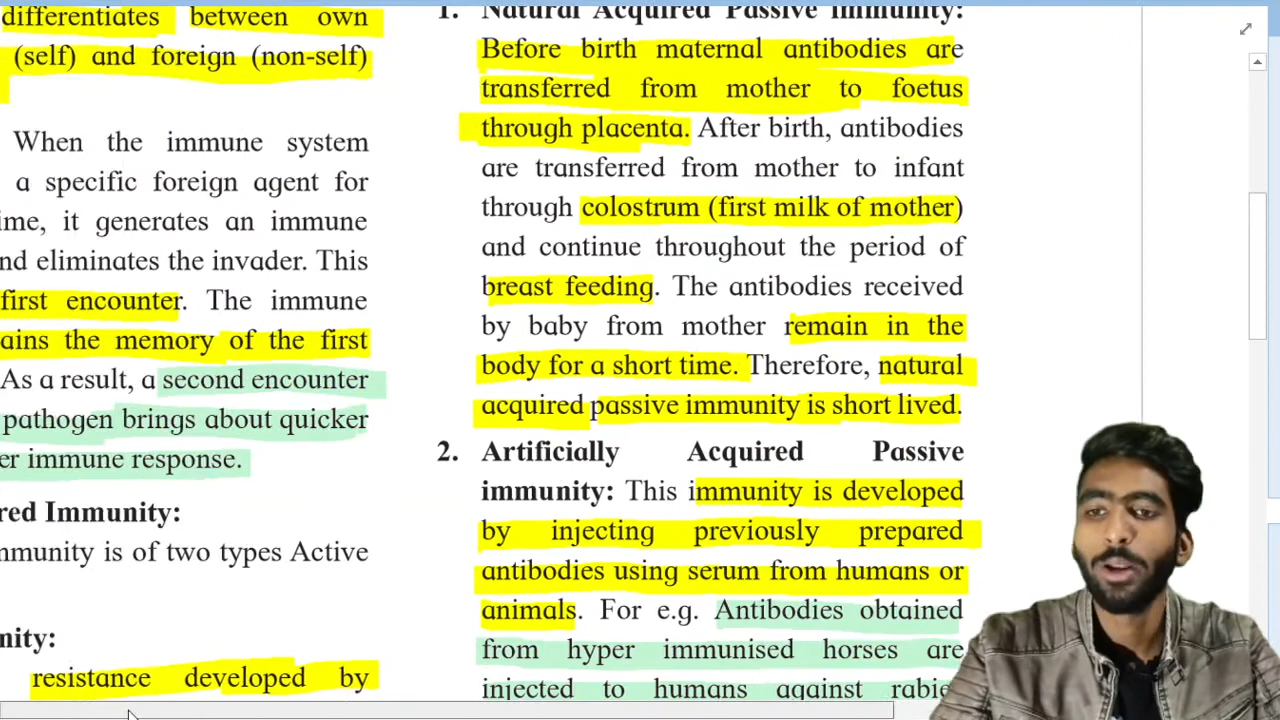 differentiates between own
(self) and foreign (non-self)
When the immune system
a specific foreign agent for
it generates an immune
eliminates the invader. This
first encounter. The immune
the memory of the first
As a result, a second encounter
pathogen brings about quicker
immune response.
Immunity:
is of two types Active
resistance developed by
1. Natural Acquired Passive Immunity:
Before birth maternal antibodies are
transferred from mother to foetus
through placenta. After birth, antibodies
are transferred from mother to infant
through colostrum (first milk of mother)
and continue throughout the period of
breast feeding. The antibodies received
by baby from mother remain in the
body for a short time. Therefore, natural
acquired passive immunity is short lived.
2. Artificially Acquired Passive
immunity: This immunity is developed
by injecting previously prepared
antibodies using serum from humans or
animals. For e.g. Antibodies obtained
from hyper immunised horses are
injected to humans against